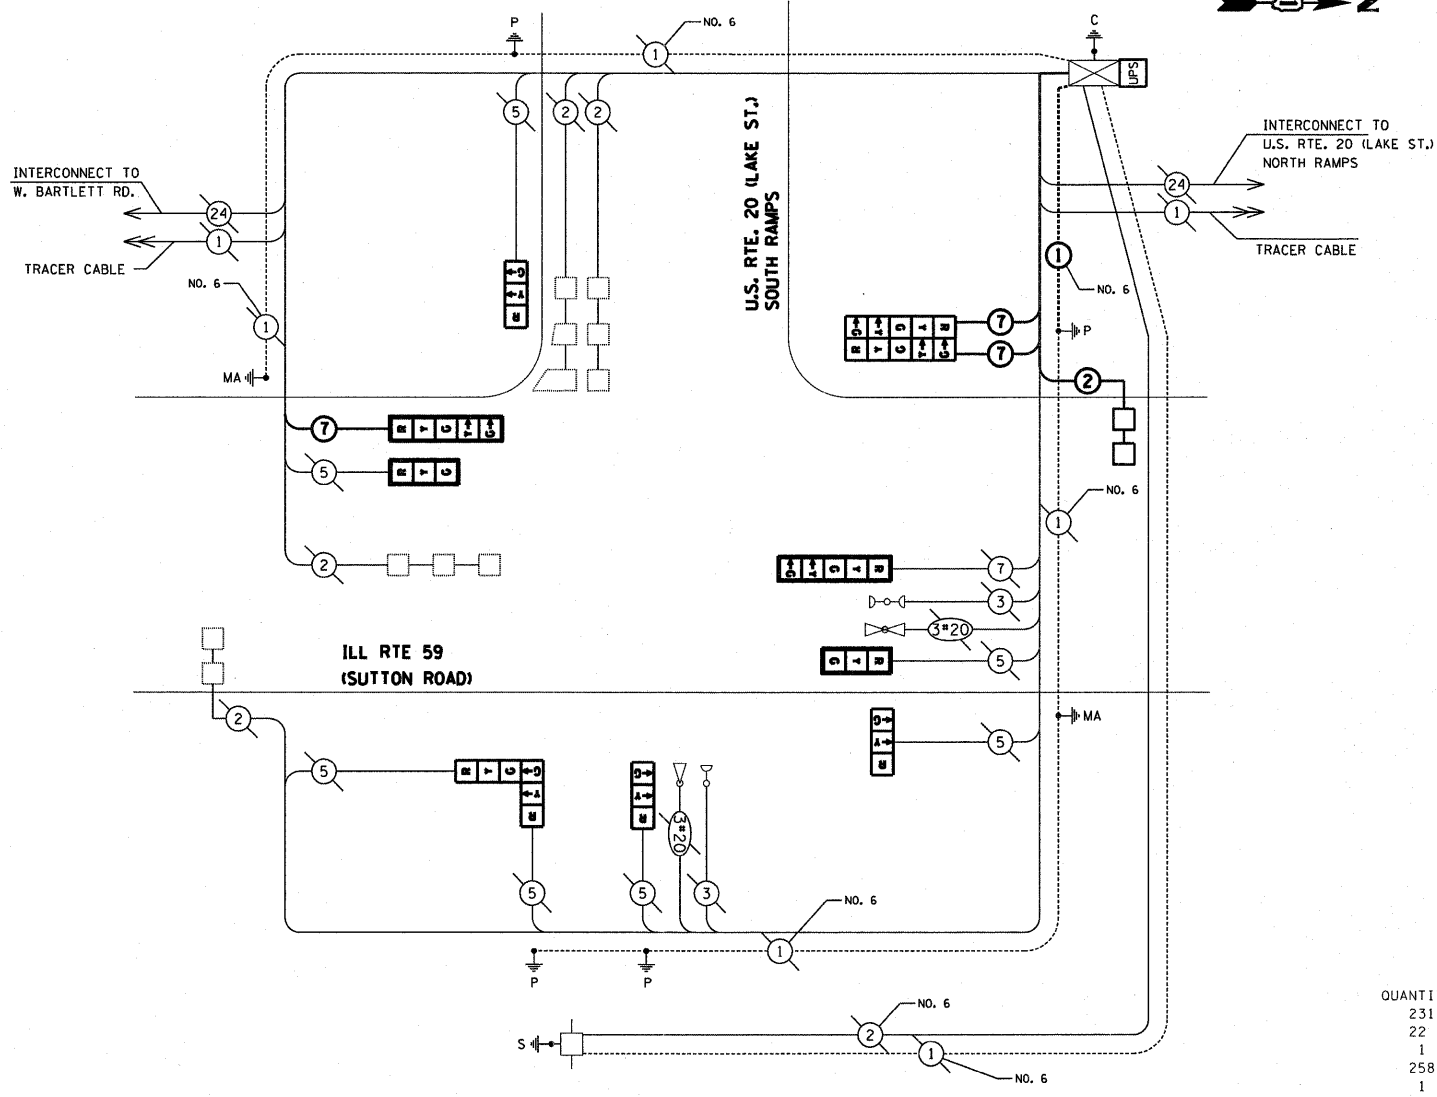 P
NO. 6
1
C
UPS
Z
5
2
2
U.S. RTE. 20 (LAKE ST.)
SOUTH RAMPS
INTERCONNECT TO
U.S. RTE. 20 (LAKE ST.)
NORTH RAMPS
24
1
TRACER CABLE
INTERCONNECT TO
W. BARTLETT RD.
24
1
TRACER CABLE
NO. 6
1
MA
G
Y
R
1
NO. 6
P
G Y G Y R
7
R Y G Y G
7
2
7
R Y G Y G
5
R Y G
NO. 6
1
2
G Y G Y R
7
3
3#20
G Y R
5
ILL RTE 59
(SUTTON ROAD)
2
G
Y
R
5
MA
5
R Y G G
Y
R
G
Y
R
3#20
5
5
3
NO. 6
1
P
P
S
2
NO. 6
1
NO. 6
QUANTI
231
22
1
258
1